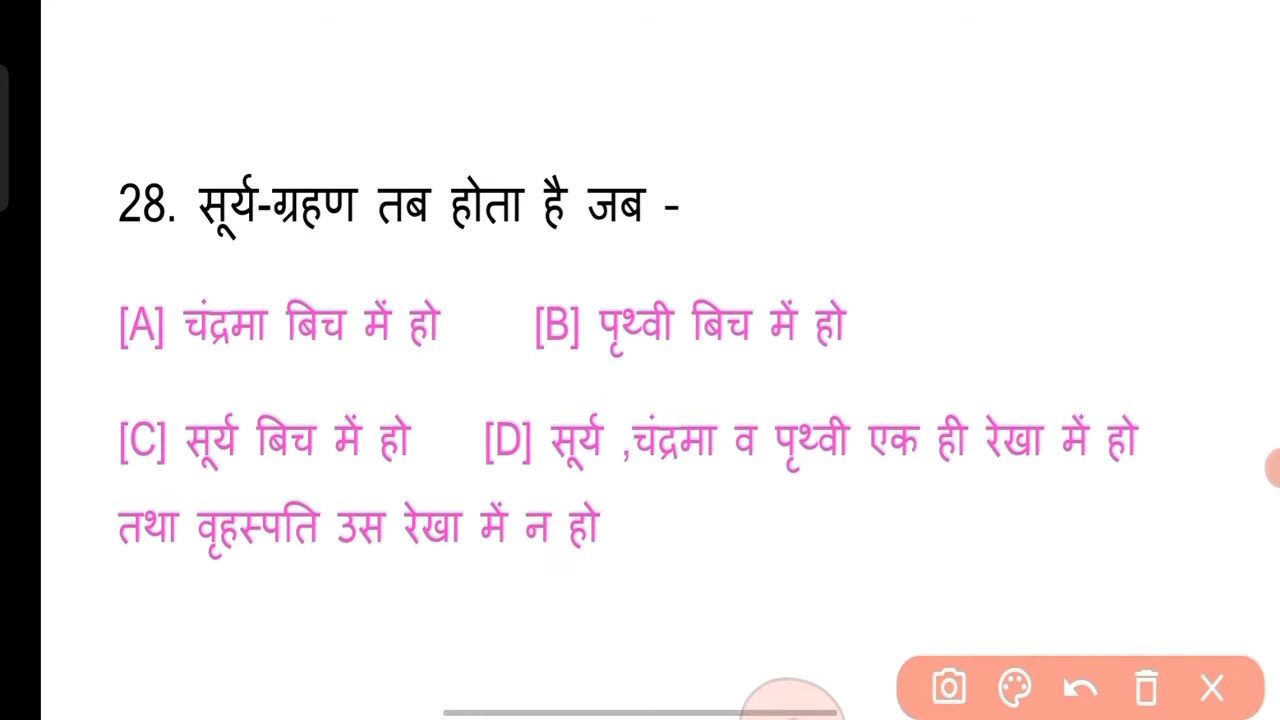 28. सूर्य-ग्रहण तब होता है जब -
[A] चंद्रमा बिच में हो [B] पृथ्वी बिच में हो
[C] सूर्य बिच में हो [D] सूर्य ,चंद्रमा व पृथ्वी एक ही रेखा में हो
तथा वृहस्पति उस रेखा में न हो